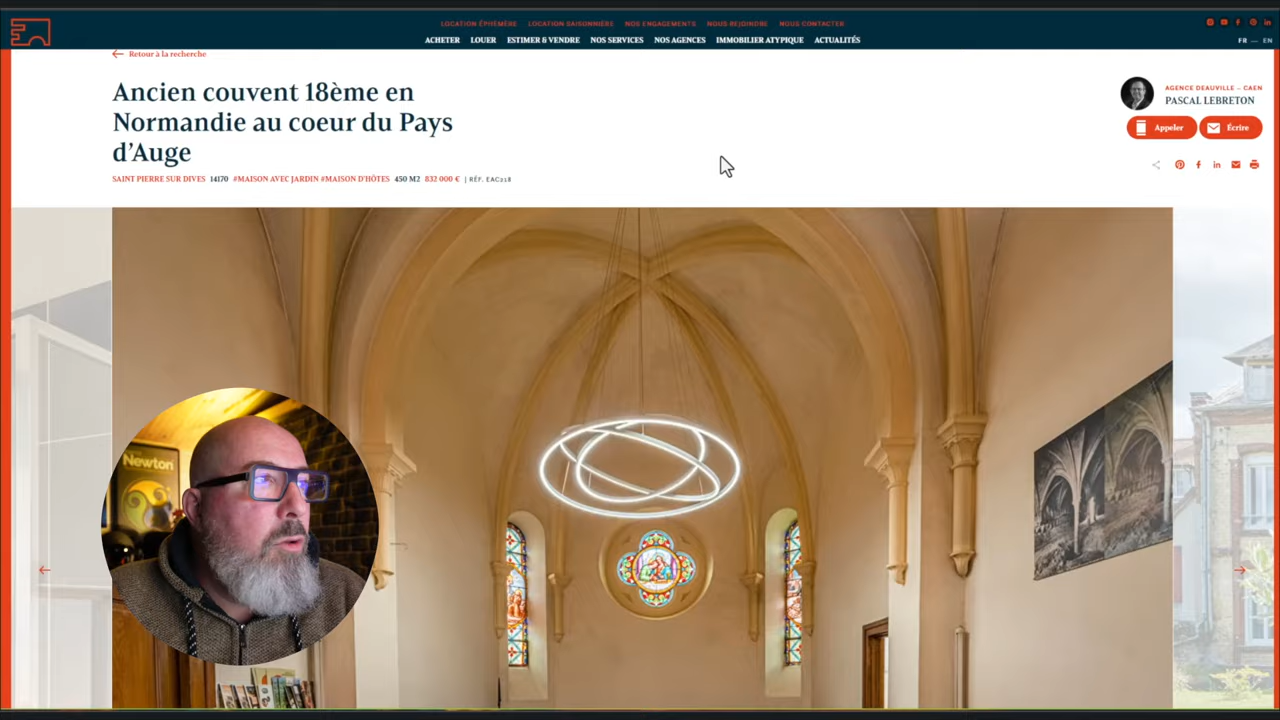 LOCATION ÉPHÉMÈRE LOCATION SAISONNIÈRE NOS ENGAGEMENTS NOUS REJOINDRE NOUS CONTACTER
FR — EN
ACHETER LOUER ESTIMER & VENDRE NOS SERVICES NOS AGENCES IMMOBILIER ATYPIQUE ACTUALITÉS
Retour à la recherche
Ancien couvent 18ème en
Normandie au coeur du Pays
d'Auge
SAINT PIERRE SUR DIVES 14170 #MAISON AVEC JARDIN #MAISON D'HÔTES 450 M2 832 000 € | RÉF. EAC218
AGENCE DEAUVILLE – CAEN
PASCAL LEBRETON
Appeler
Écrire
Newton